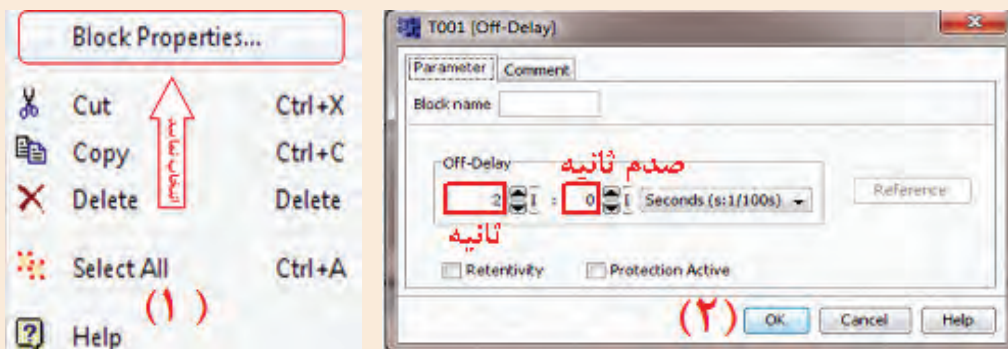 Block Properties...
Cut Ctrl+X
Copy Ctrl+C
Delete Delete
Select All Ctrl+A
Help
انتخاب نمایید
(۱)
T001 [Off-Delay]
Parameter Comment
Block name
Off-Delay
صدم ثانیه
2 : 0 Seconds (s:1/100s)
Reference
ثانیه
Retentivity Protection Active
(۲) OK Cancel Help